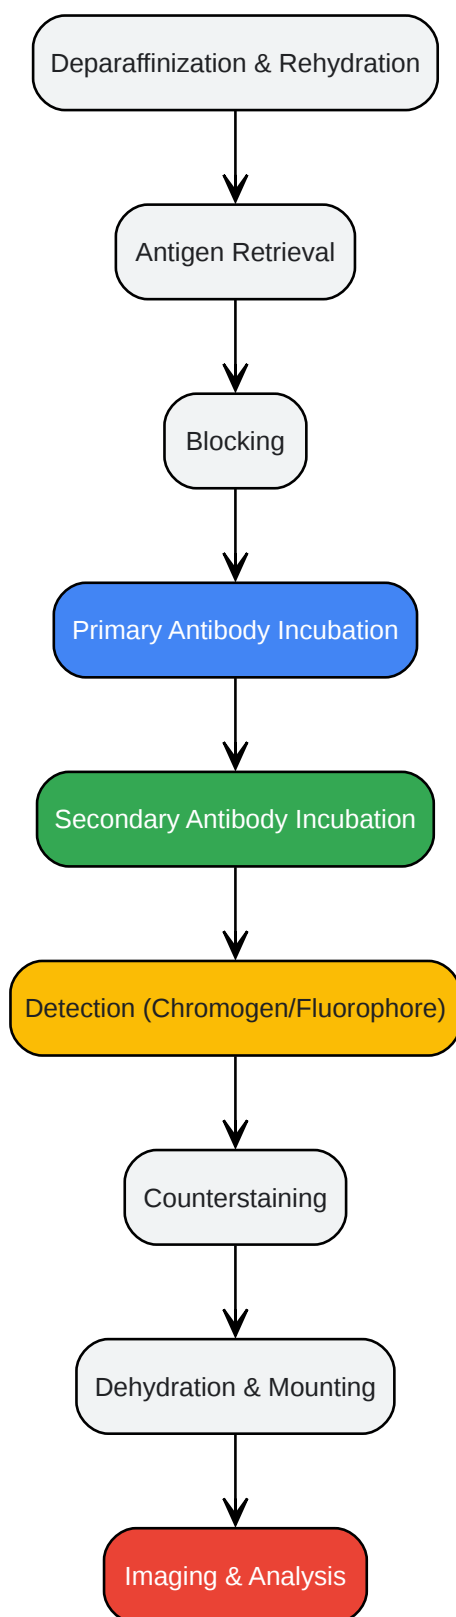 Deparaffinization & Rehydration
Antigen Retrieval
Blocking
Primary Antibody Incubation
Secondary Antibody Incubation
Detection (Chromogen/Fluorophore)
Counterstaining
Dehydration & Mounting
Imaging & Analysis